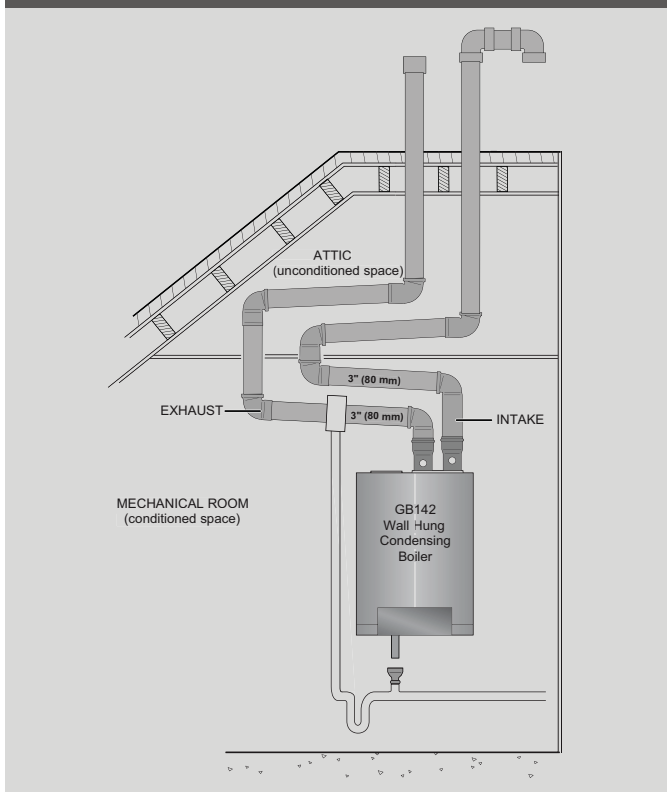 ATTIC
(unconditioned space)
3" (80 mm)
EXHAUST
3" (80 mm)
INTAKE
MECHANICAL ROOM
(conditioned space)
GB142
Wall Hung
Condensing
Boiler